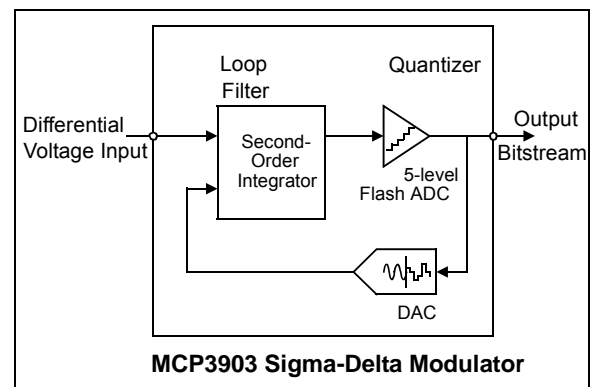 Loop
Filter
Quantizer
Differential
Voltage Input
Second-
Order
Integrator
5-level
Flash ADC
Output
Bitstream
DAC
MCP3903 Sigma-Delta Modulator